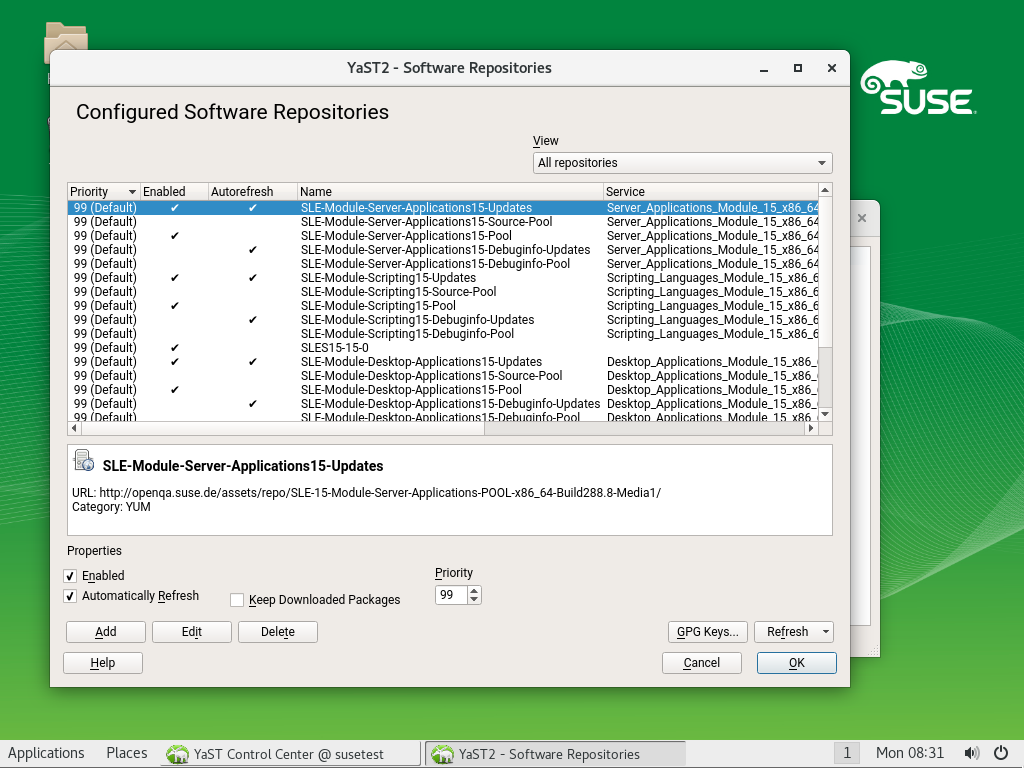 YaST2 - Software Repositories
SUSE
Configured Software Repositories
View
All repositories
Priority Enabled Autorefresh Name Service
99 (Default) ✔ ✔ SLE-Module-Server-Applications15-Updates Server_Applications_Module_15_x86_64
99 (Default) SLE-Module-Server-Applications15-Source-Pool Server_Applications_Module_15_x86_64
99 (Default) ✔ SLE-Module-Server-Applications15-Pool Server_Applications_Module_15_x86_64
99 (Default) ✔ SLE-Module-Server-Applications15-Debuginfo-Updates Server_Applications_Module_15_x86_64
99 (Default) SLE-Module-Server-Applications15-Debuginfo-Pool Server_Applications_Module_15_x86_64
99 (Default) ✔ ✔ SLE-Module-Scripting15-Updates Scripting_Languages_Module_15_x86_6
99 (Default) SLE-Module-Scripting15-Source-Pool Scripting_Languages_Module_15_x86_6
99 (Default) ✔ SLE-Module-Scripting15-Pool Scripting_Languages_Module_15_x86_6
99 (Default) ✔ SLE-Module-Scripting15-Debuginfo-Updates Scripting_Languages_Module_15_x86_6
99 (Default) SLE-Module-Scripting15-Debuginfo-Pool Scripting_Languages_Module_15_x86_6
99 (Default) ✔ SLES15-15-0
99 (Default) ✔ ✔ SLE-Module-Desktop-Applications15-Updates Desktop_Applications_Module_15_x86_
99 (Default) SLE-Module-Desktop-Applications15-Source-Pool Desktop_Applications_Module_15_x86_
99 (Default) ✔ SLE-Module-Desktop-Applications15-Pool Desktop_Applications_Module_15_x86_
99 (Default) ✔ SLE-Module-Desktop-Applications15-Debuginfo-Updates Desktop_Applications_Module_15_x86_
99 (Default) SLE-Module-Desktop-Applications15-Debuginfo-Pool Desktop_Applications_Module_15_x86_
SLE-Module-Server-Applications15-Updates
URL: http://openqa.suse.de/assets/repo/SLE-15-Module-Server-Applications-POOL-x86_64-Build288.8-Media1/
Category: YUM
Properties
Enabled
Priority
Automatically Refresh
Keep Downloaded Packages
99
Add Edit Delete GPG Keys... Refresh
Help Cancel OK
Applications Places YaST Control Center @ susetest YaST2 - Software Repositories 1 Mon 08:31